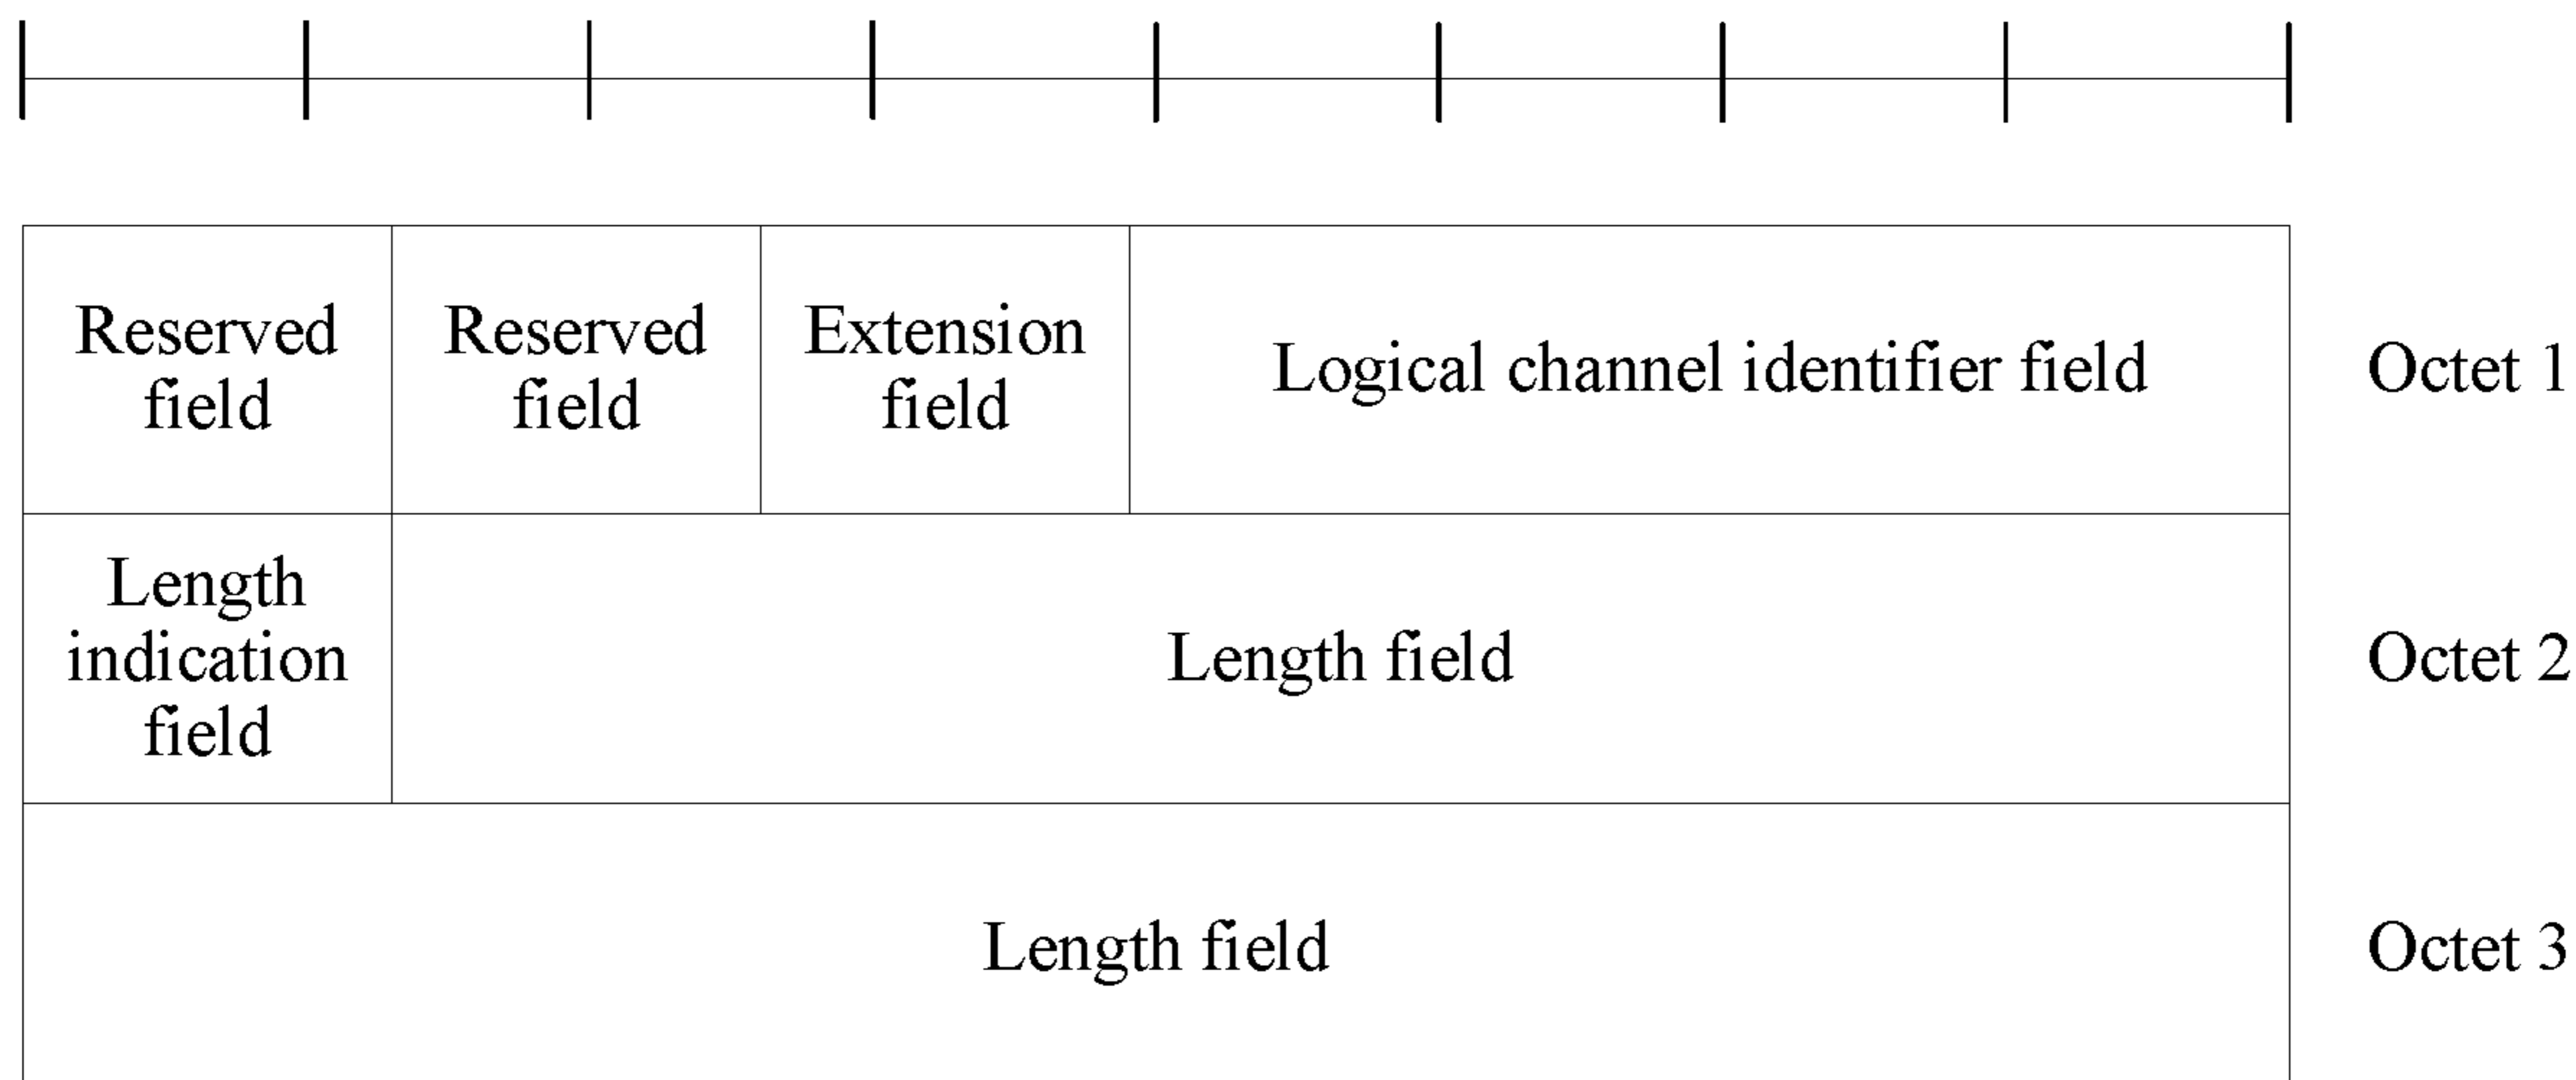 Reserved
field
Reserved
field
Extension
field
Logical channel identifier field
Octet 1
Length
indication
field
Length field
Octet 2
Length field
Octet 3